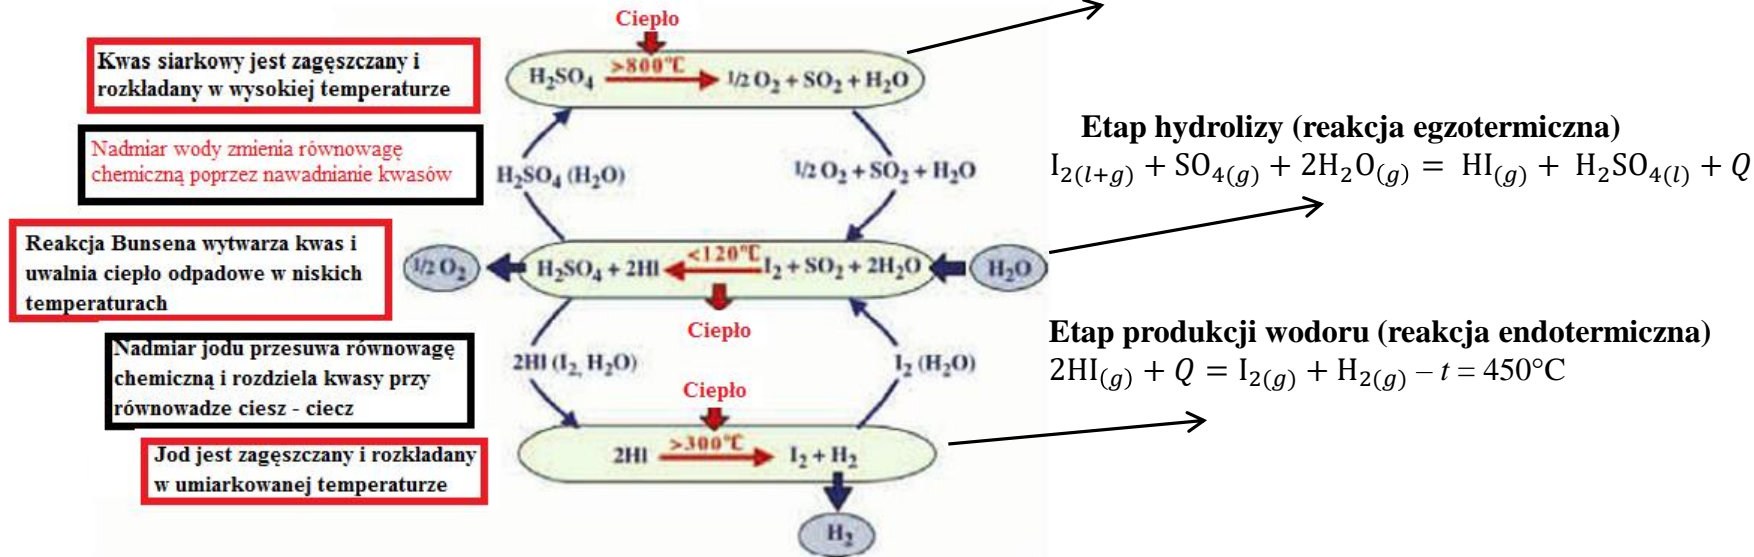 Ciepło
Kwas siarkowy jest zagęszczany i
rozkładany w wysokiej temperaturze
H₂SO₄ >800℃ 1/2 O₂ + SO₂ + H₂O
Nadmiar wody zmienia równowagę
chemiczną poprzez nawadnianie kwasów
H₂SO₄ (H₂O)
1/2 O₂ + SO₂ + H₂O
Etap hydrolizy (reakcja egzotermiczna)
I₂₍l+g₎ + SO₄₍g₎ + 2H₂O₍g₎ = HI₍g₎ + H₂SO₄₍l₎ + Q
Reakcja Bunsena wytwarza kwas i
uwalnia ciepło odpadowe w niskich
temperaturach
1/2 O₂
H₂SO₄ + 2HI <120℃ I₂ + SO₂ + 2H₂O
H₂O
Ciepło
Etap produkcji wodoru (reakcja endotermiczna)
2HI₍g₎ + Q = I₂₍g₎ + H₂₍g₎ – t = 450°C
Nadmiar jodu przesuwa równowagę
chemiczną i rozdziela kwasy przy
równowadze ciesz - ciecz
2HI (I₂, H₂O)
I₂ (H₂O)
Ciepło
Jod jest zagęszczany i rozkładany
w umiarkowanej temperaturze
2HI >300℃ I₂ + H₂
H₂